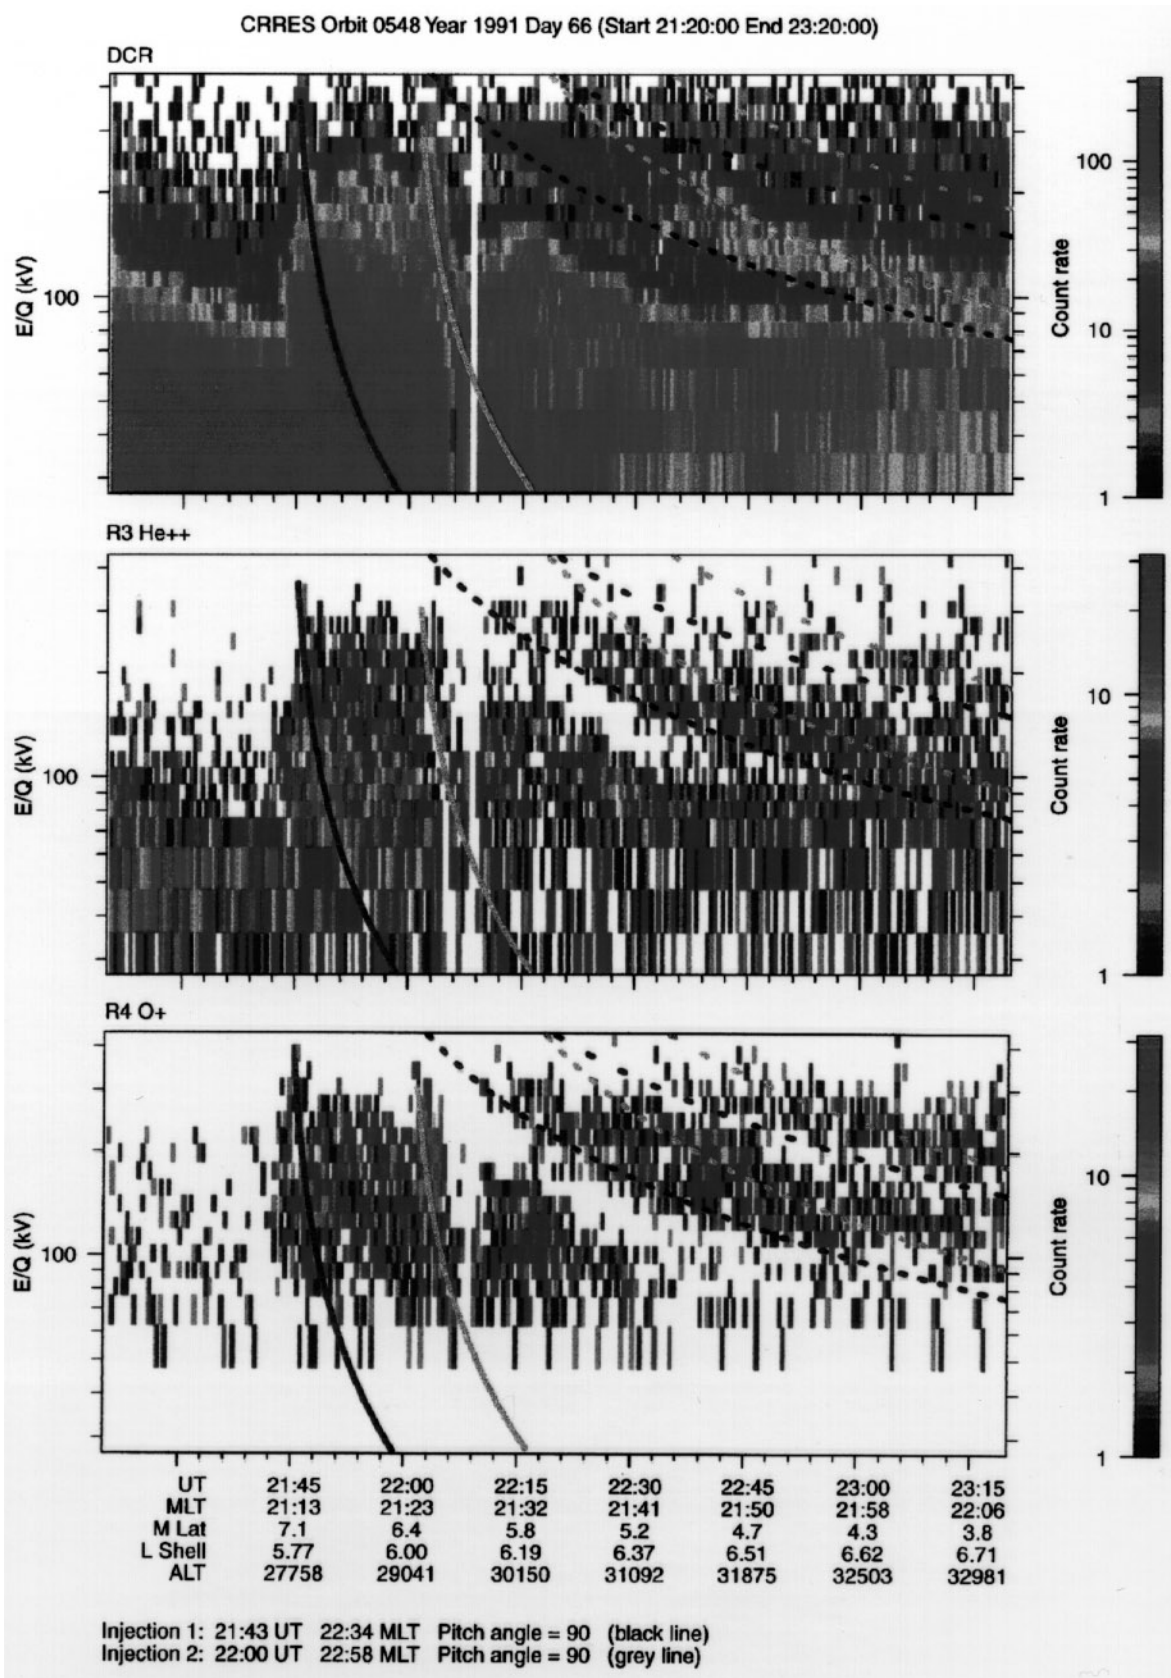 CRRES Orbit 0548 Year 1991 Day 66 (Start 21:20:00 End 23:20:00)
DCR
E/Q (kV)
100
Count rate
100
10
1
R3 He++
E/Q (kV)
100
Count rate
10
1
R4 O+
E/Q (kV)
100
Count rate
10
1
UT 21:45 22:00 22:15 22:30 22:45 23:00 23:15
MLT 21:13 21:23 21:32 21:41 21:50 21:58 22:06
M Lat 7.1 6.4 5.8 5.2 4.7 4.3 3.8
L Shell 5.77 6.00 6.19 6.37 6.51 6.62 6.71
ALT 27758 29041 30150 31092 31875 32503 32981
Injection 1: 21:43 UT 22:34 MLT Pitch angle = 90 (black line)
Injection 2: 22:00 UT 22:58 MLT Pitch angle = 90 (grey line)